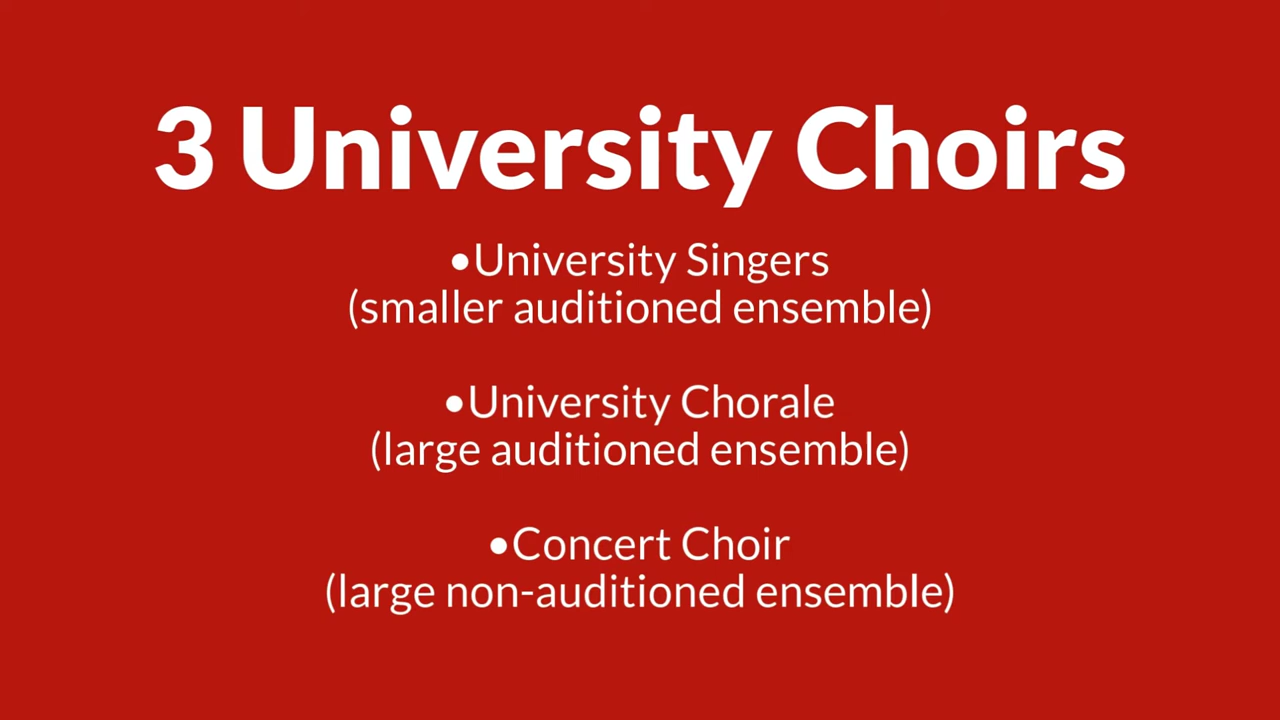 3 University Choirs
•University Singers
(smaller auditioned ensemble)
•University Chorale
(large auditioned ensemble)
•Concert Choir
(large non-auditioned ensemble)